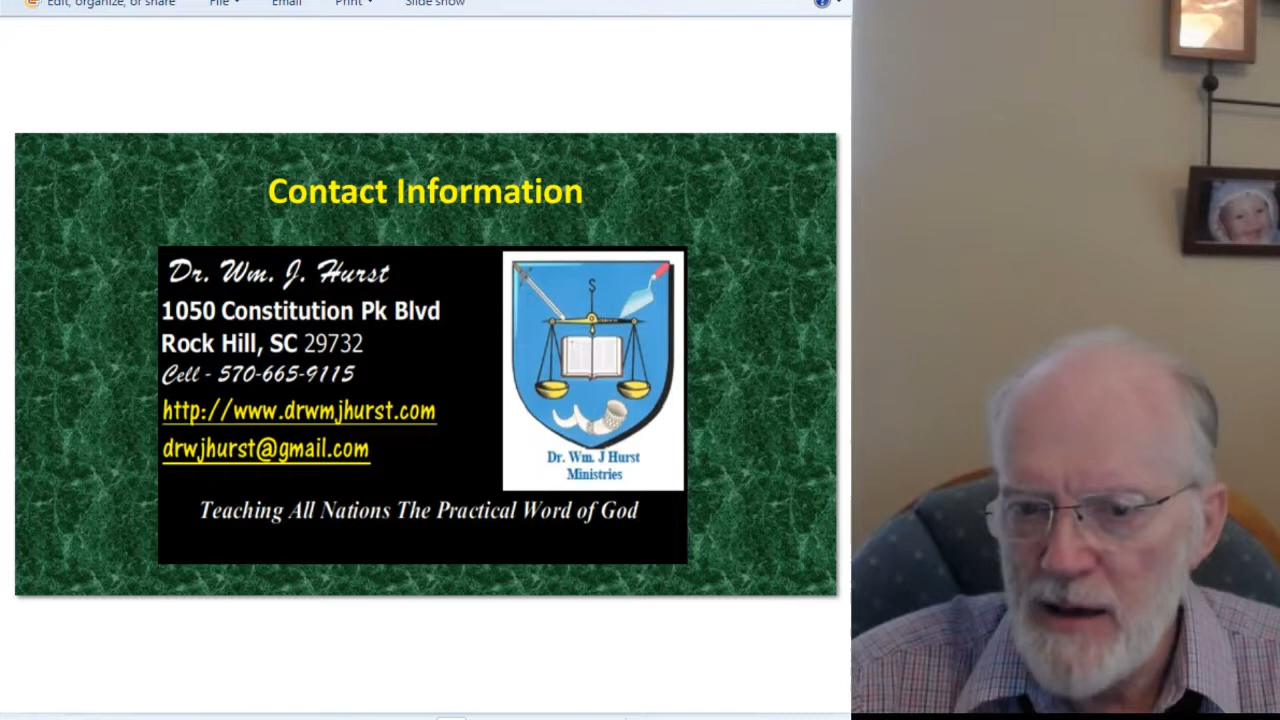 Edit, organize, or share File Email Print Slide show
Contact Information
Dr. Wm. J. Hurst
1050 Constitution Pk Blvd
Rock Hill, SC 29732
Cell - 570-665-9115
http://www.drwmjhurst.com
drwjhurst@gmail.com
S
Dr. Wm. J Hurst
Ministries
Teaching All Nations The Practical Word of God